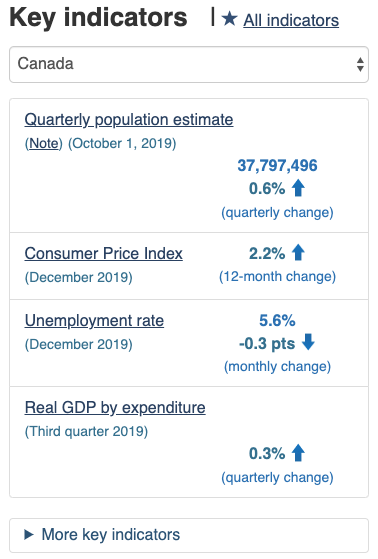 Key indicators | ★ All indicators
Canada
Quarterly population estimate
(Note) (October 1, 2019)
37,797,496
0.6%
(quarterly change)
Consumer Price Index 2.2%
(December 2019) (12-month change)
Unemployment rate 5.6%
(December 2019) -0.3 pts
(monthly change)
Real GDP by expenditure
(Third quarter 2019)
0.3%
(quarterly change)
More key indicators